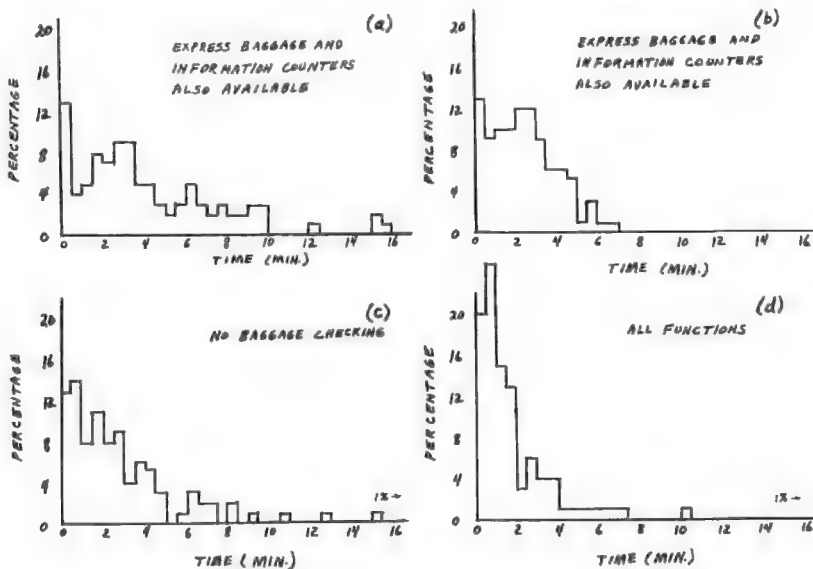 (a)
EXPRESS BAGGAGE AND
INFORMATION COUNTERS
ALSO AVAILABLE
PERCENTAGE
20
16
12
8
4
0
0 2 4 6 8 10 12 14 16
TIME (MIN.)
(b)
EXPRESS BAGGAGE AND
INFORMATION COUNTERS
ALSO AVAILABLE
PERCENTAGE
20
16
12
8
4
0
0 2 4 6 8 10 12 14 16
TIME (MIN.)
(c)
NO BAGGAGE CHECKING
PERCENTAGE
20
16
12
8
4
0
1%→
0 2 4 6 8 10 12 14 16
TIME (MIN.)
(d)
ALL FUNCTIONS
PERCENTAGE
20
16
12
8
4
0
1%→
0 2 4 6 8 10 12 14 16
TIME (MIN.)